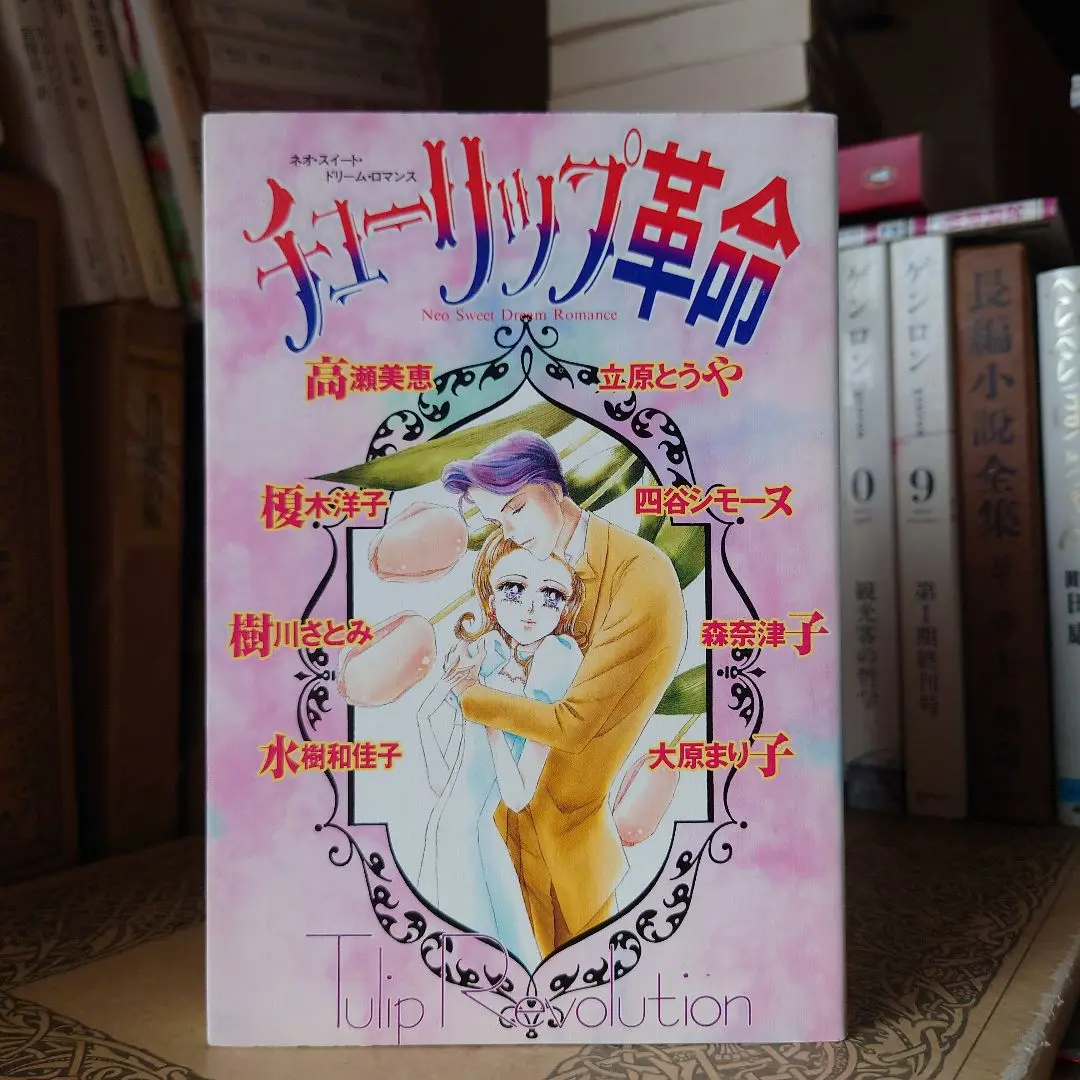 ネオ・スイート・
ドリーム・ロマンス
チューリップ革命
Neo Sweet Dream Romance
高瀬美恵
立原とうや
榎木洋子
四谷シモーヌ
樹川さとみ
森奈津子
水樹和佳子
大原まり子
Tulip Revolution
ゲンロン
0
観光客の哲学
ゲンロン
9
第I期終刊号
長編小説全集